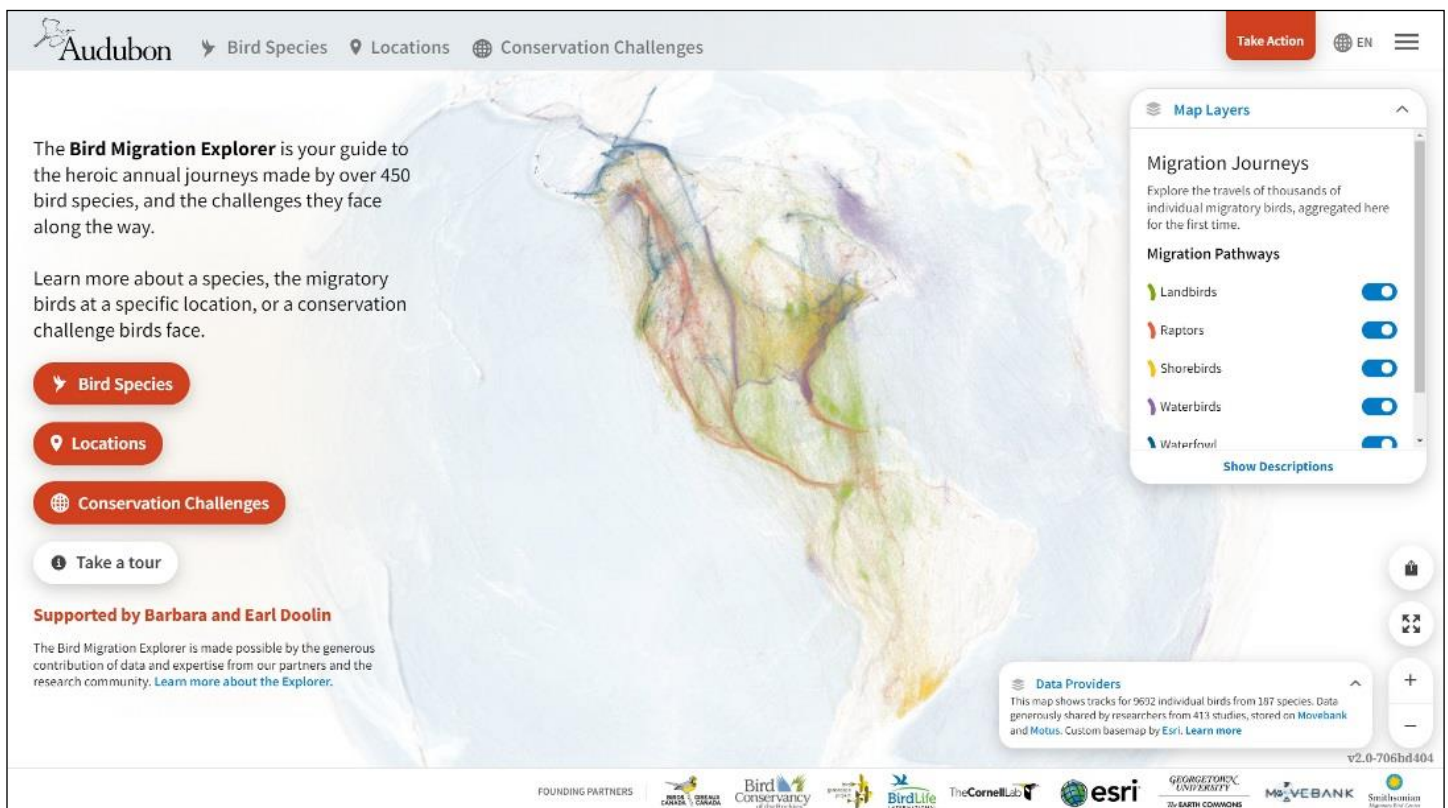 Audubon
Bird Species
Locations
Conservation Challenges
Take Action
EN
The Bird Migration Explorer is your guide to
the heroic annual journeys made by over 450
bird species, and the challenges they face
along the way.
Learn more about a species, the migratory
birds at a specific location, or a conservation
challenge birds face.
Bird Species
Locations
Conservation Challenges
Take a tour
Supported by Barbara and Earl Doolin
The Bird Migration Explorer is made possible by the generous
contribution of data and expertise from our partners and the
research community. Learn more about the Explorer.
Map Layers
Migration Journeys
Explore the travels of thousands of
individual migratory birds, aggregated here
for the first time.
Migration Pathways
Landbirds
Raptors
Shorebirds
Waterbirds
Waterfowl
Show Descriptions
Data Providers
This map shows tracks for 9692 individual birds from 187 species. Data
generously shared by researchers from 413 studies, stored on Movebank
and Motus. Custom basemap by Esri. Learn more
+
−
v2.0-706bd404
FOUNDING PARTNERS
BIRDS CANADA
OISEAUX CANADA
Bird
Conservancy
BirdLife
INTERNATIONAL
TheCornellLab
esri
GEORGETOWN
UNIVERSITY
The EARTH COMMONS
MOVEBANK
Smithsonian